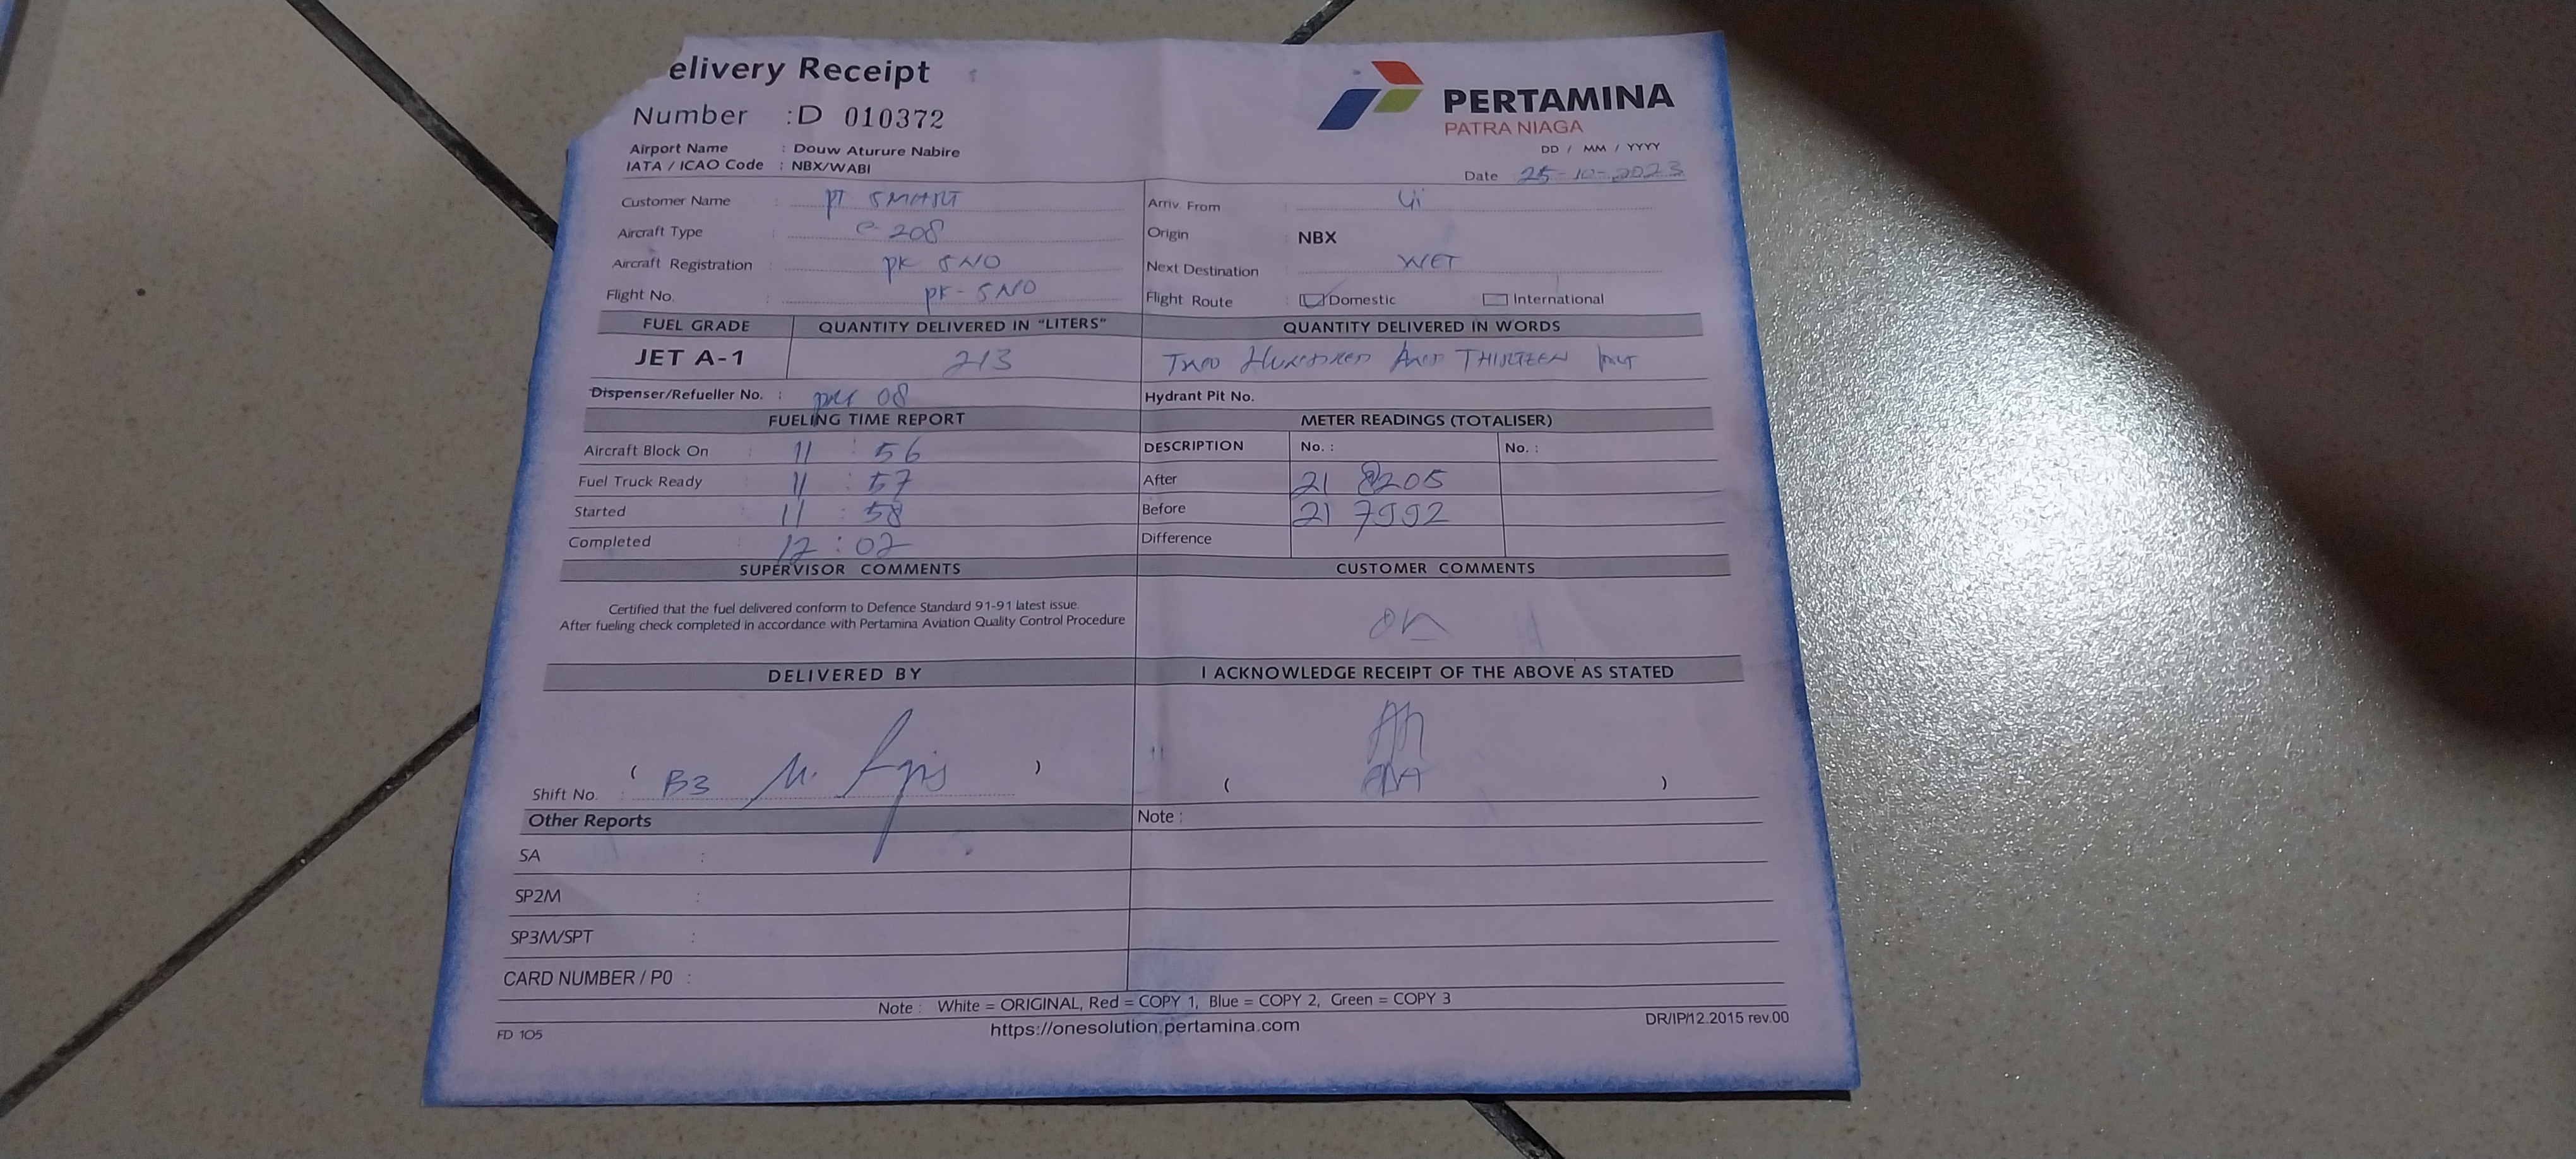 elivery Receipt
Number : D 010372
PERTAMINA
PATRA NIAGA
Airport Name : Douw Aturure Nabire
IATA / ICAO Code : NBX/WABI
DD / MM / YYYY
Date 25-10-2023
Customer Name : PT SMART
Arriv From :
Aircraft Type : C 208
Origin NBX
Aircraft Registration : PK SNO
Next Destination WET
Flight No. : PK-SNO
Flight Route : Domestic International
FUEL GRADE QUANTITY DELIVERED IN "LITERS" QUANTITY DELIVERED IN WORDS
JET A-1 213 TWO HUNDRED AND THIRTEEN
Dispenser/Refueller No. : 08
Hydrant Pit No.
FUELING TIME REPORT METER READINGS (TOTALISER)
DESCRIPTION No. : No. :
Aircraft Block On : 11 : 56
Fuel Truck Ready : 11 : 57
After 21 8205
Started : 11 : 58
Before 21 7992
Completed : 12 : 02
Difference
SUPERVISOR COMMENTS CUSTOMER COMMENTS
Certified that the fuel delivered conform to Defence Standard 91-91 latest issue.
After fueling check completed in accordance with Pertamina Aviation Quality Control Procedure
OK
DELIVERED BY I ACKNOWLEDGE RECEIPT OF THE ABOVE AS STATED
Shift No. : ( B3 M. ) ( )
Other Reports Note :
SA :
SP2M :
SP3M/SPT :
CARD NUMBER / P0 :
Note : White = ORIGINAL, Red = COPY 1, Blue = COPY 2, Green = COPY 3
FD 105 https://onesolution.pertamina.com DR/IP/12.2015 rev.00